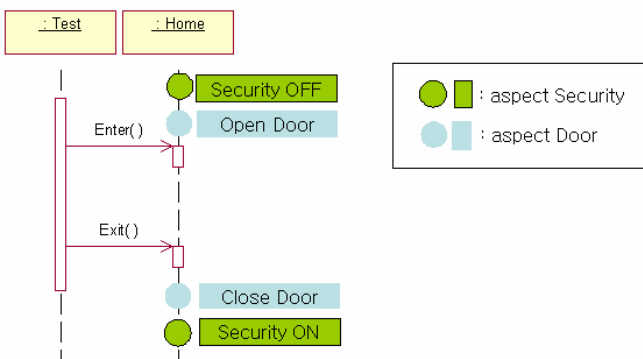 : Test
: Home
Security OFF
Open Door
Enter( )
Exit( )
Close Door
Security ON
: aspect Security
: aspect Door